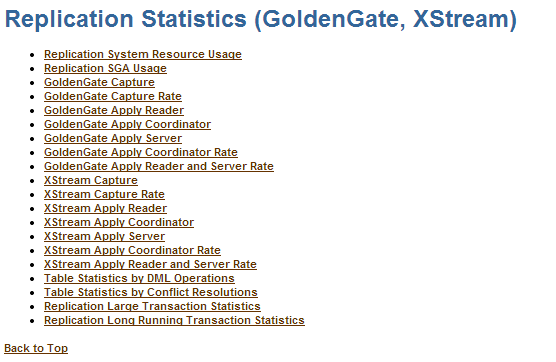 Replication Statistics (GoldenGate, XStream)
Replication System Resource Usage
Replication SGA Usage
GoldenGate Capture
GoldenGate Capture Rate
GoldenGate Apply Reader
GoldenGate Apply Coordinator
GoldenGate Apply Server
GoldenGate Apply Coordinator Rate
GoldenGate Apply Reader and Server Rate
XStream Capture
XStream Capture Rate
XStream Apply Reader
XStream Apply Coordinator
XStream Apply Server
XStream Apply Coordinator Rate
XStream Apply Reader and Server Rate
Table Statistics by DML Operations
Table Statistics by Conflict Resolutions
Replication Large Transaction Statistics
Replication Long Running Transaction Statistics
Back to Top